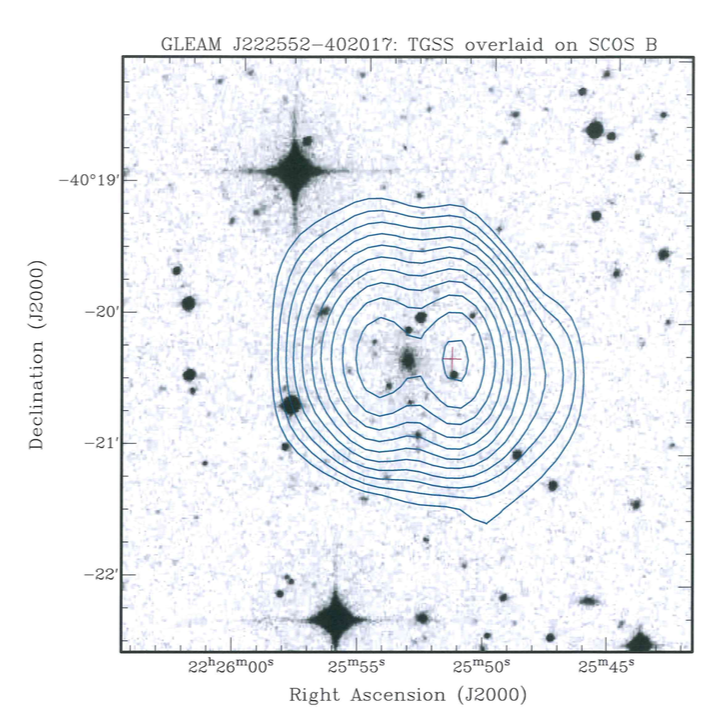 GLEAM J222552−402017: TGSS overlaid on SCOS B
−40°19′
−20′
−21′
−22′
Declination (J2000)
22ʰ26ᵐ00ˢ 25ᵐ55ˢ 25ᵐ50ˢ 25ᵐ45ˢ
Right Ascension (J2000)